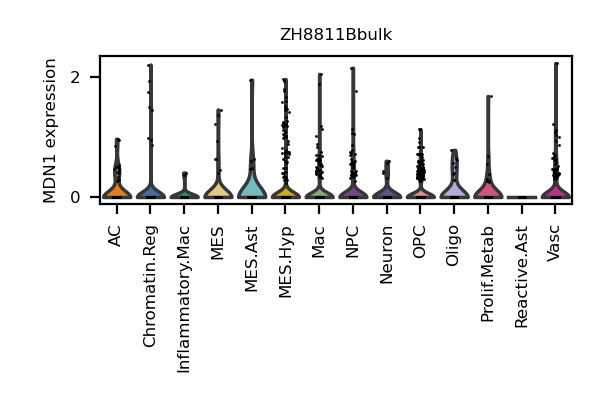 ZH8811Bbulk
MDN1 expression
2
0
AC
Chromatin.Reg
Inflammatory.Mac
MES
MES.Ast
MES.Hyp
Mac
NPC
Neuron
OPC
Oligo
Prolif.Metab
Reactive.Ast
Vasc